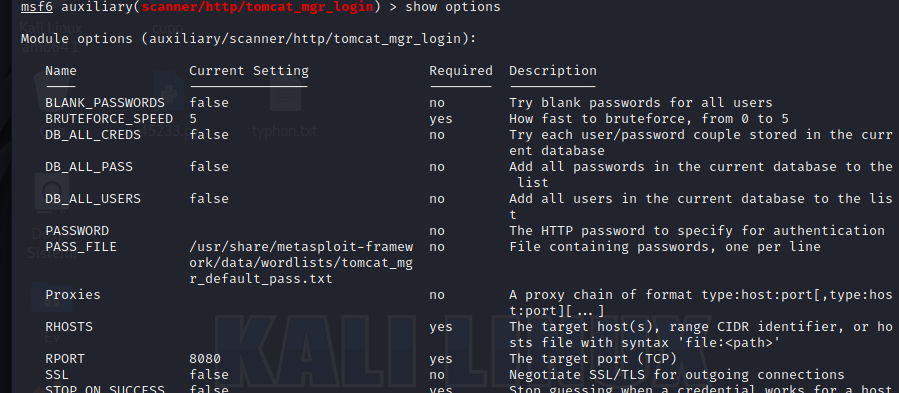 msf6 auxiliary(scanner/http/tomcat_mgr_login) > show options
Module options (auxiliary/scanner/http/tomcat_mgr_login):
Name Current Setting Required Description
BLANK_PASSWORDS false no Try blank passwords for all users
BRUTEFORCE_SPEED 5 yes How fast to bruteforce, from 0 to 5
DB_ALL_CREDS false no Try each user/password couple stored in the curr
ent database
DB_ALL_PASS false no Add all passwords in the current database to the
list
DB_ALL_USERS false no Add all users in the current database to the lis
t
PASSWORD no The HTTP password to specify for authentication
PASS_FILE /usr/share/metasploit-framew no File containing passwords, one per line
ork/data/wordlists/tomcat_mg
r_default_pass.txt
Proxies no A proxy chain of format type:host:port[,type:hos
t:port][...]
RHOSTS yes The target host(s), range CIDR identifier, or ho
sts file with syntax 'file:<path>'
RPORT 8080 yes The target port (TCP)
SSL false no Negotiate SSL/TLS for outgoing connections
STOP_ON_SUCCESS false yes Stop guessing when a credential works for a host
typhon.txt
KALI LINUX